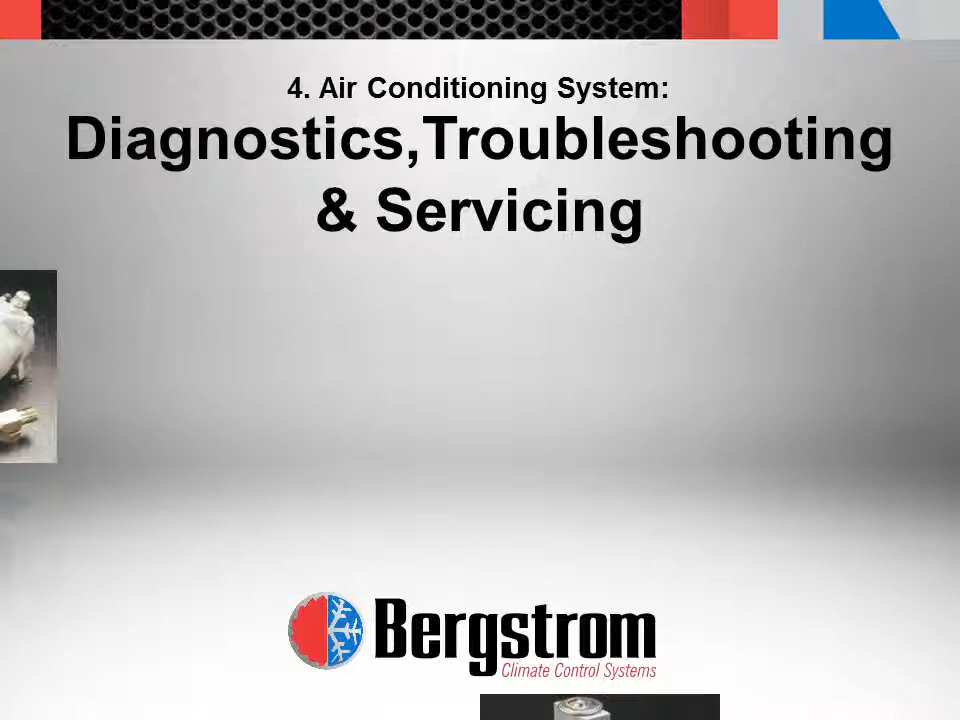 4. Air Conditioning System:
Diagnostics,Troubleshooting
& Servicing
Bergstrom
Climate Control Systems